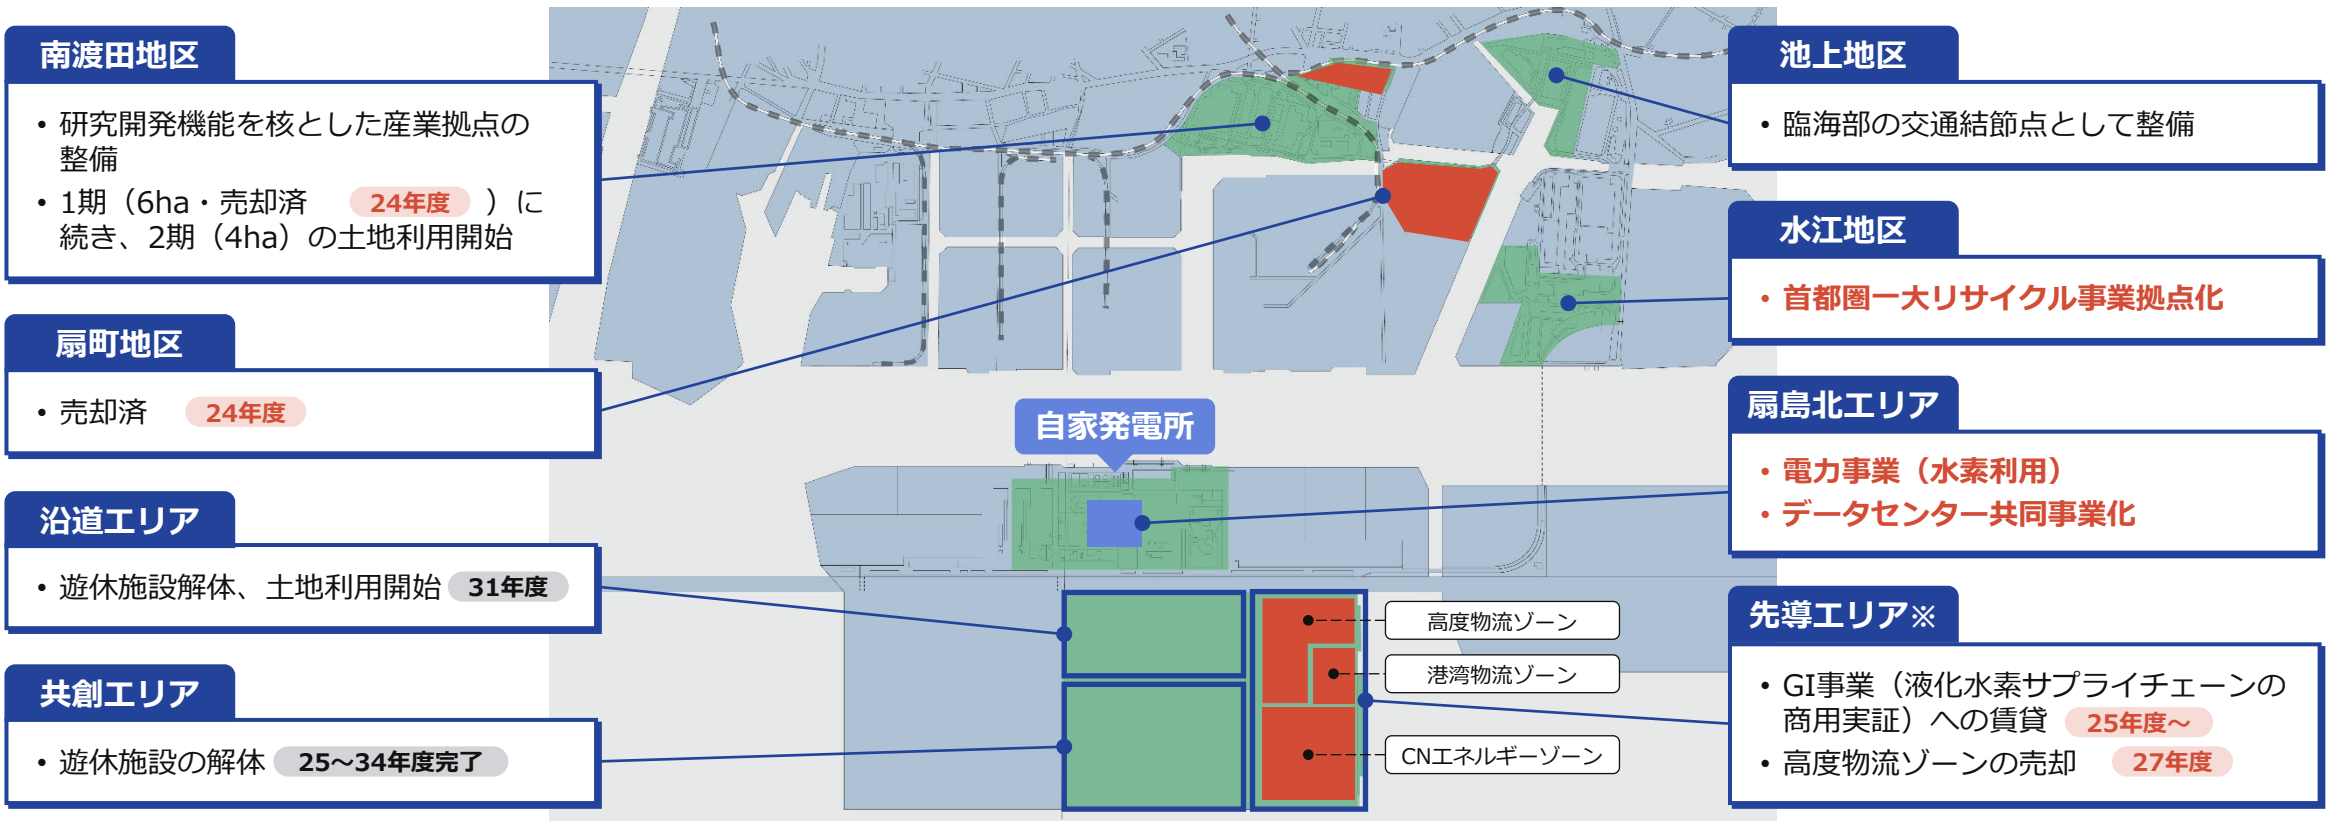 南渡田地区
• 研究開発機能を核とした産業拠点の
整備
• 1期（6ha・売却済 24年度 ）に
続き、2期（4ha）の土地利用開始
扇町地区
• 売却済 24年度
沿道エリア
• 遊休施設解体、土地利用開始 31年度
共創エリア
• 遊休施設の解体 25～34年度完了
自家発電所
高度物流ゾーン
港湾物流ゾーン
CNエネルギーゾーン
池上地区
• 臨海部の交通結節点として整備
水江地区
• 首都圏一大リサイクル事業拠点化
扇島北エリア
• 電力事業（水素利用）
• データセンター共同事業化
先導エリア※
• GI事業（液化水素サプライチェーンの
商用実証）への賃貸 25年度～
• 高度物流ゾーンの売却 27年度